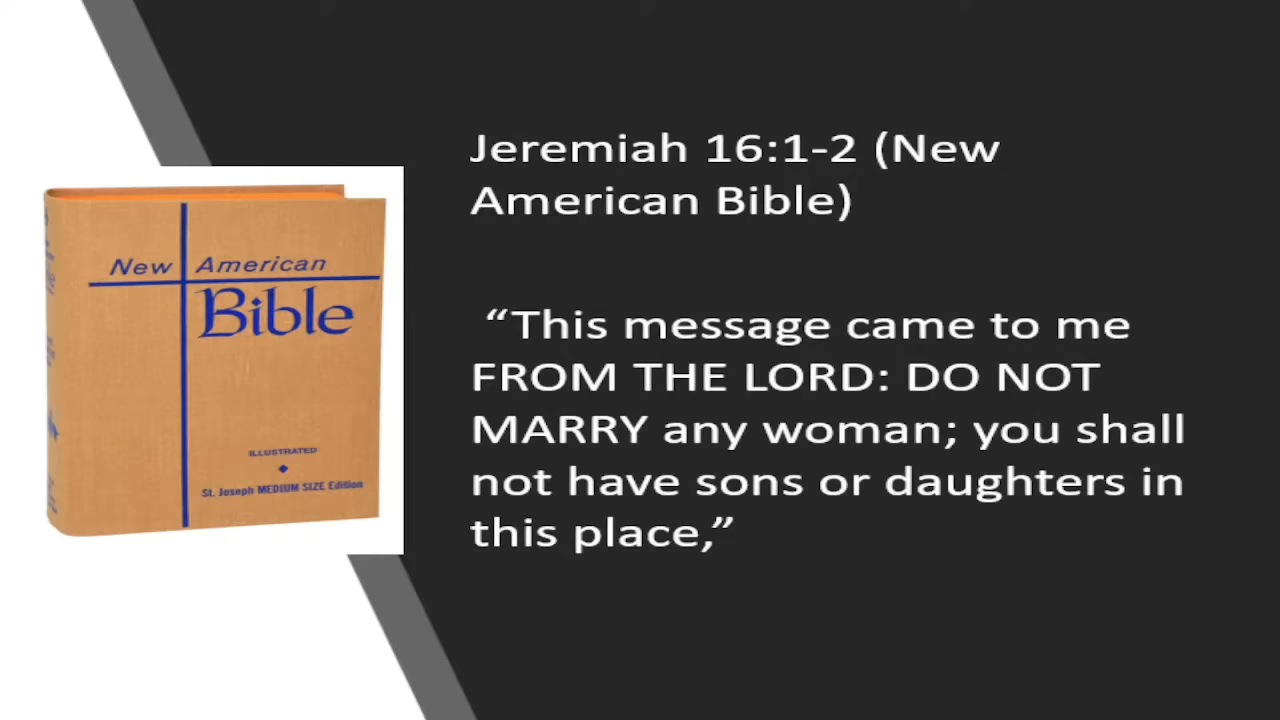 Jeremiah 16:1-2 (New
American Bible)
“This message came to me
FROM THE LORD: DO NOT
MARRY any woman; you shall
not have sons or daughters in
this place,”
New American
Bible
ILLUSTRATED
St. Joseph MEDIUM SIZE Edition